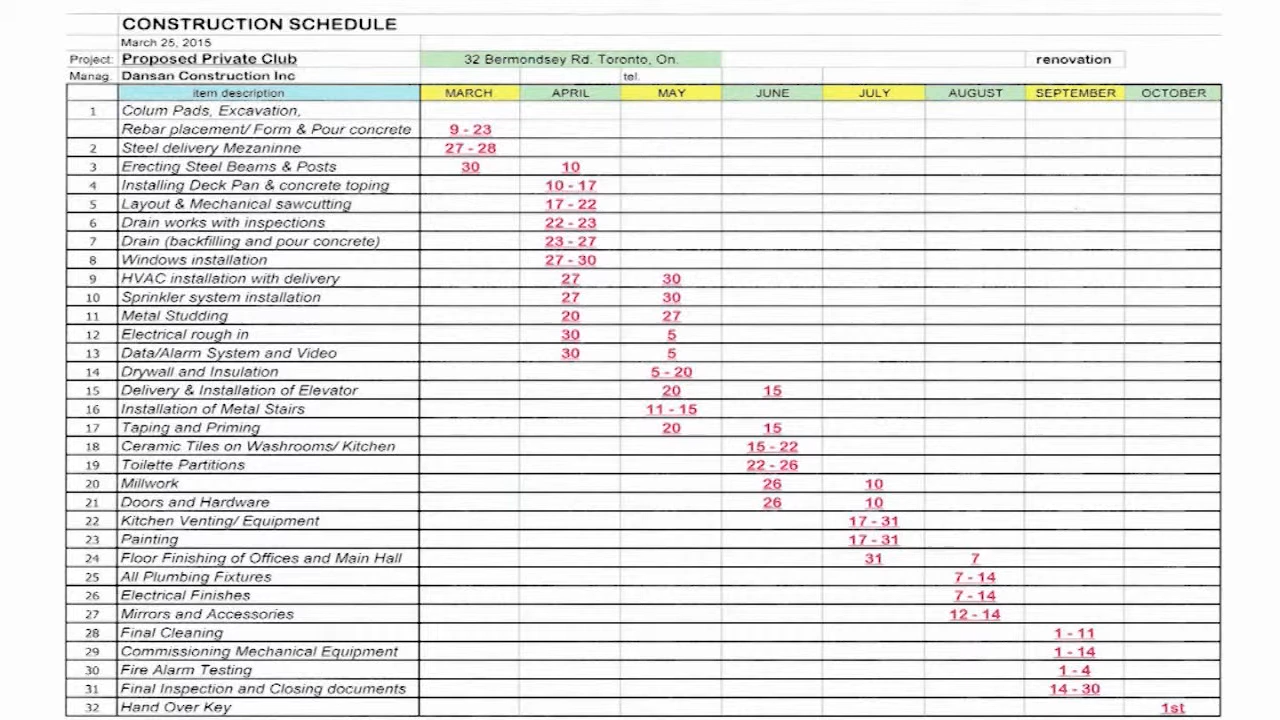 CONSTRUCTION SCHEDULE
March 25, 2015
Project: Proposed Private Club 32 Bermondsey Rd. Toronto, On. renovation
Manag. Dansan Construction Inc tel.
item description MARCH APRIL MAY JUNE JULY AUGUST SEPTEMBER OCTOBER
1 Colum Pads, Excavation,
Rebar placement/ Form & Pour concrete 9 - 23
2 Steel delivery Mezaninne 27 - 28
3 Erecting Steel Beams & Posts 30 10
4 Installing Deck Pan & concrete toping 10 - 17
5 Layout & Mechanical sawcutting 17 - 22
6 Drain works with inspections 22 - 23
7 Drain (backfilling and pour concrete) 23 - 27
8 Windows installation 27 - 30
9 HVAC installation with delivery 27 30
10 Sprinkler system installation 27 30
11 Metal Studding 20 27
12 Electrical rough in 30 5
13 Data/Alarm System and Video 30 5
14 Drywall and Insulation 5 - 20
15 Delivery & Installation of Elevator 20 15
16 Installation of Metal Stairs 11 - 15
17 Taping and Priming 20 15
18 Ceramic Tiles on Washrooms/ Kitchen 15 - 22
19 Toilette Partitions 22 - 26
20 Millwork 26 10
21 Doors and Hardware 26 10
22 Kitchen Venting/ Equipment 17 - 31
23 Painting 17 - 31
24 Floor Finishing of Offices and Main Hall 31 7
25 All Plumbing Fixtures 7 - 14
26 Electrical Finishes 7 - 14
27 Mirrors and Accessories 12 - 14
28 Final Cleaning 1 - 11
29 Commissioning Mechanical Equipment 1 - 14
30 Fire Alarm Testing 1 - 4
31 Final Inspection and Closing documents 14 - 30
32 Hand Over Key 1st